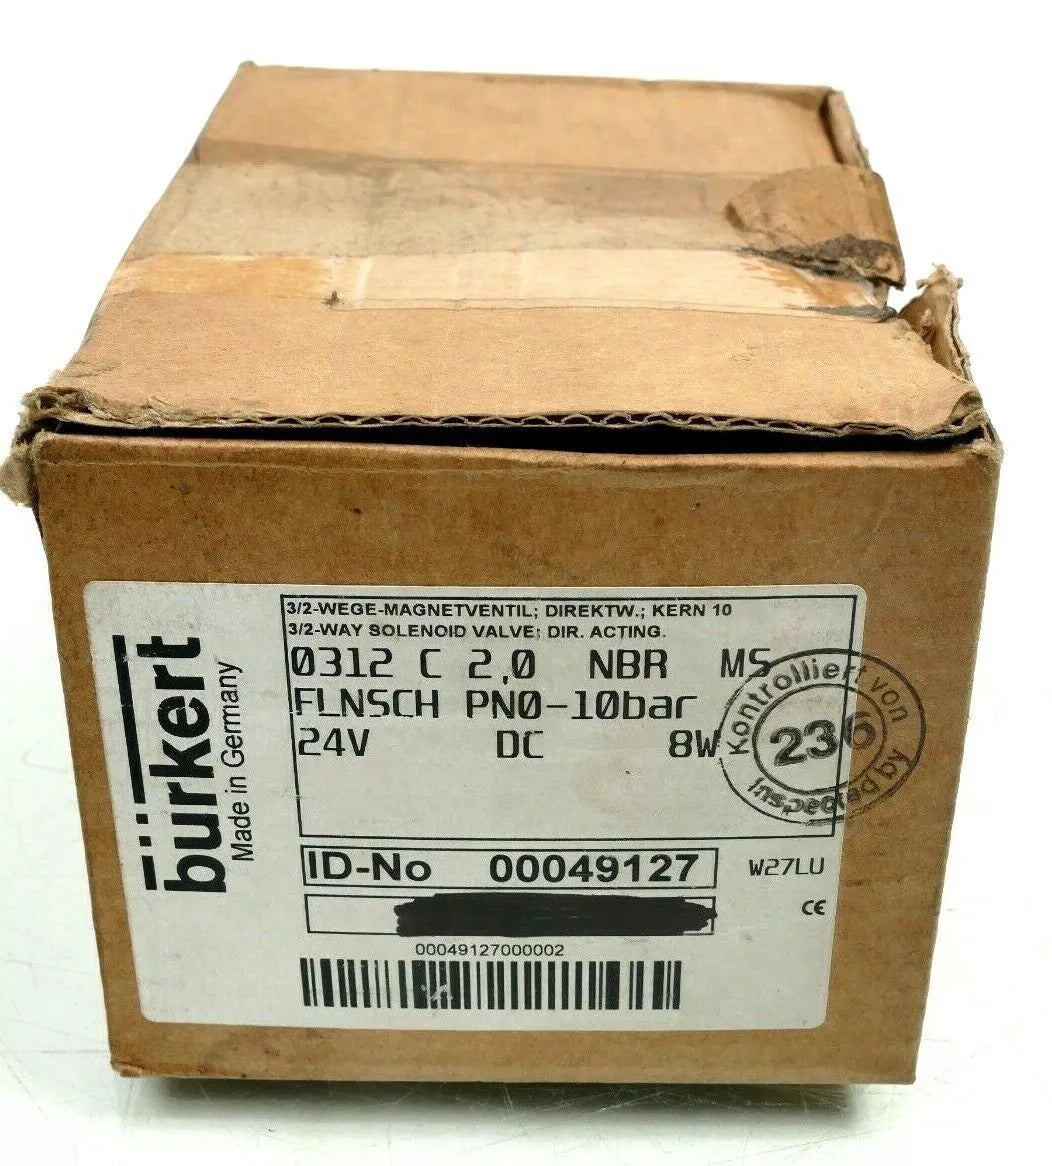 bürkert
Made in Germany
3/2-WEGE-MAGNETVENTIL; DIREKTW.; KERN 10
3/2-WAY SOLENOID VALVE; DIR. ACTING.
0312 C 2,0 NBR MS
FLNSCH PN0-10bar
24V DC 8W
Kontrolliert von
236
inspected by
ID-No 00049127
W27LU
CE
00049127000002